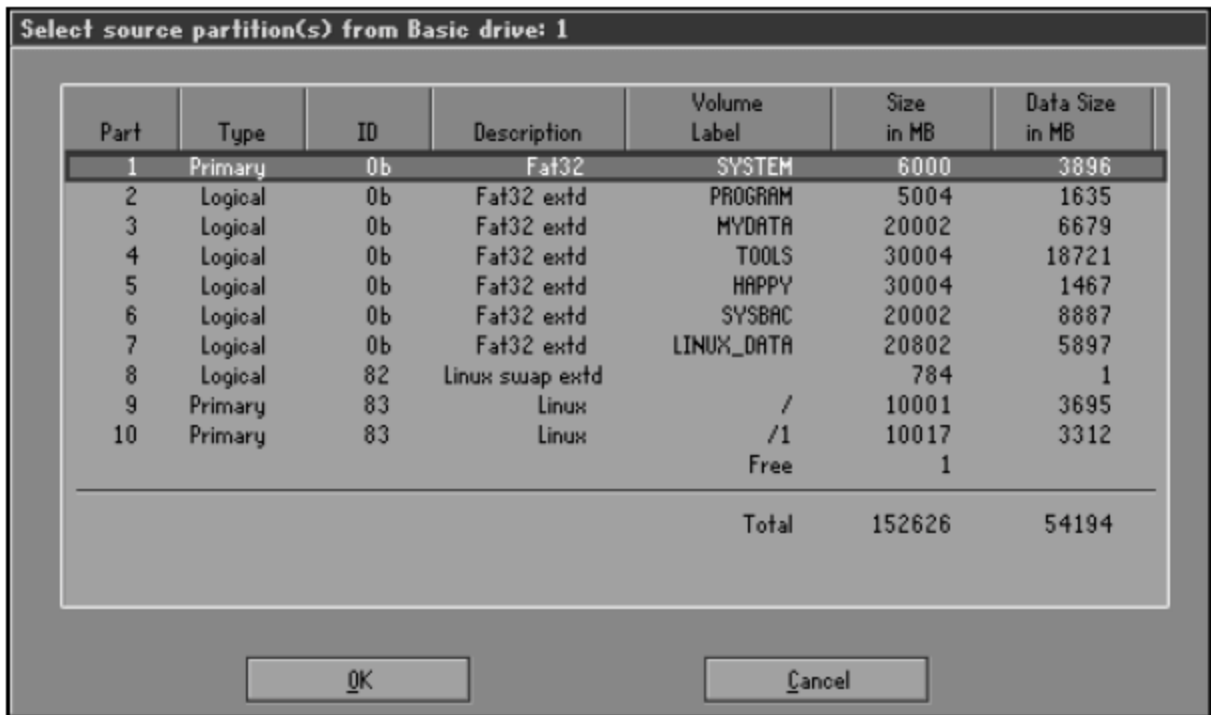 Select source partition(s) from Basic drive: 1
Part Type ID Description Volume Label Size in MB Data Size in MB
1 Primary 0b Fat32 SYSTEM 6000 3896
2 Logical 0b Fat32 extd PROGRAM 5004 1635
3 Logical 0b Fat32 extd MYDATA 20002 6679
4 Logical 0b Fat32 extd TOOLS 30004 18721
5 Logical 0b Fat32 extd HAPPY 30004 1467
6 Logical 0b Fat32 extd SYSBAC 20002 8887
7 Logical 0b Fat32 extd LINUX_DATA 20802 5897
8 Logical 82 Linux swap extd 784 1
9 Primary 83 Linux / 10001 3695
10 Primary 83 Linux /1 10017 3312
Free 1
Total 152626 54194
OK Cancel